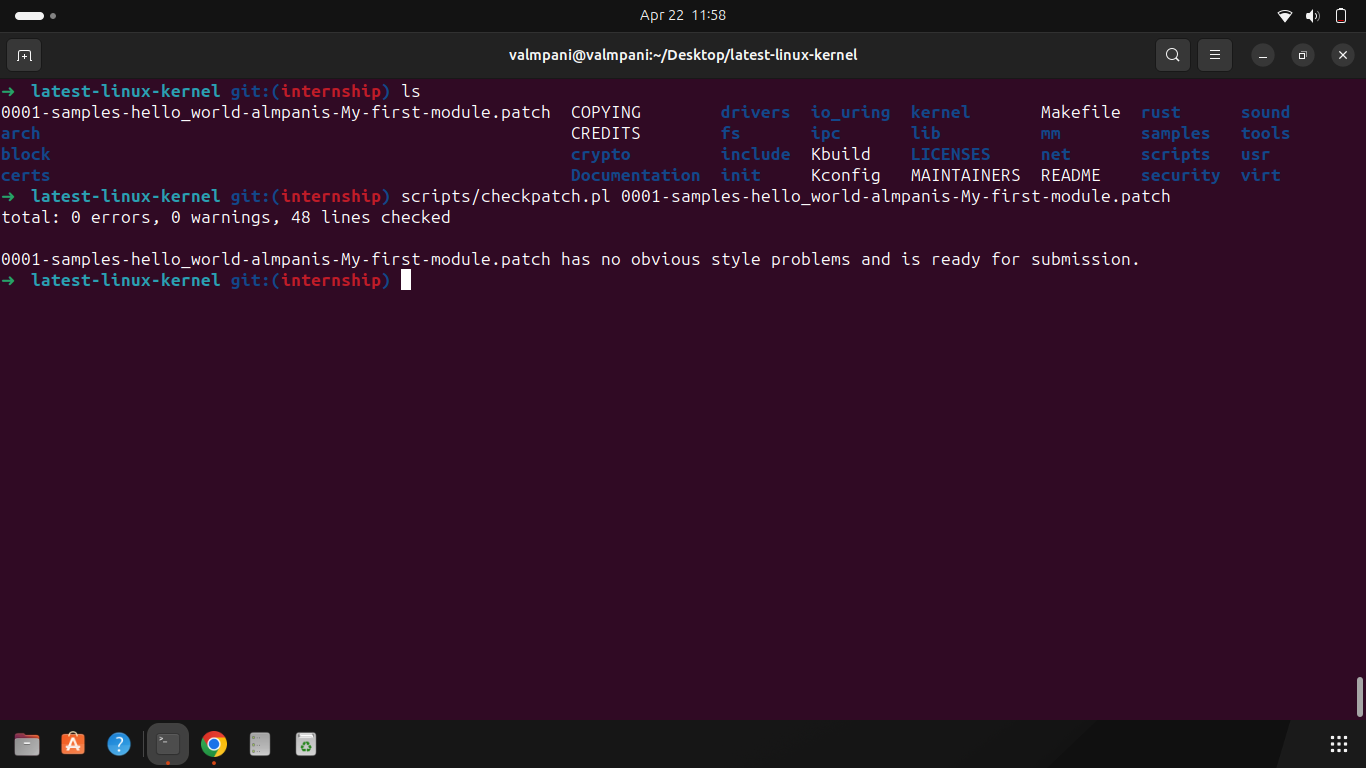 Apr 22 11:58
valmpani@valmpani:~/Desktop/latest-linux-kernel
➜ latest-linux-kernel git:(internship) ls
0001-samples-hello_world-almpanis-My-first-module.patch COPYING drivers io_uring kernel Makefile rust sound
arch CREDITS fs ipc lib mm samples tools
block crypto include Kbuild LICENSES net scripts usr
certs Documentation init Kconfig MAINTAINERS README security virt
➜ latest-linux-kernel git:(internship) scripts/checkpatch.pl 0001-samples-hello_world-almpanis-My-first-module.patch
total: 0 errors, 0 warnings, 48 lines checked
0001-samples-hello_world-almpanis-My-first-module.patch has no obvious style problems and is ready for submission.
➜ latest-linux-kernel git:(internship)